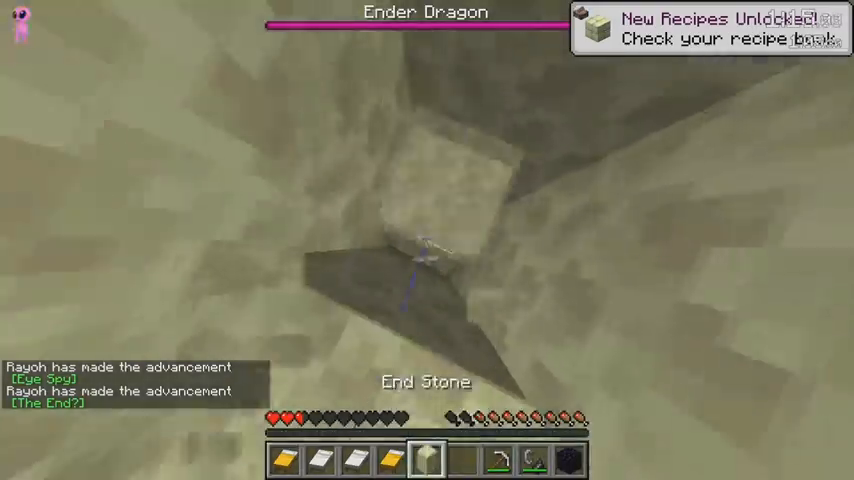 Ender Dragon
New Recipes Unlocked!
Check your recipe book
Rayoh has made the advancement
[Eye Spy]
Rayoh has made the advancement
[The End?]
End Stone